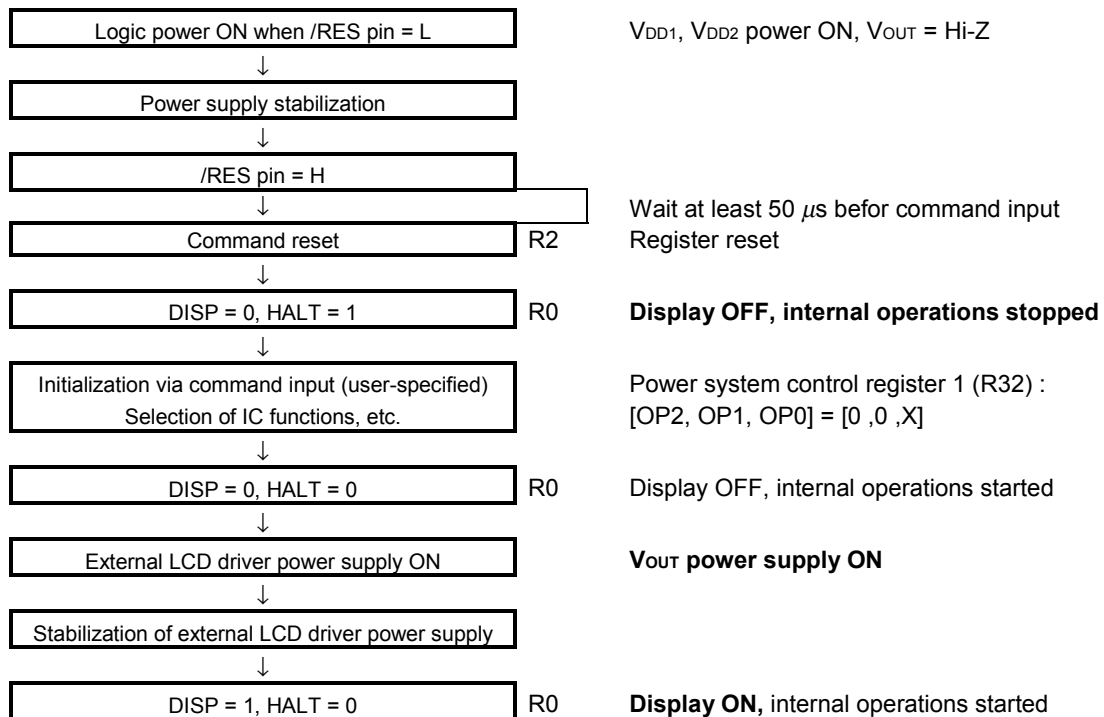 Logic power ON when /RES pin = L VDD1, VDD2 power ON, VOUT = Hi-Z
↓
Power supply stabilization
↓
/RES pin = H
↓
Wait at least 50 μs befor command input
Command reset R2 Register reset
↓
DISP = 0, HALT = 1 R0 Display OFF, internal operations stopped
↓
Initialization via command input (user-specified) Power system control register 1 (R32) :
Selection of IC functions, etc. [OP2, OP1, OP0] = [0 ,0 ,X]
↓
DISP = 0, HALT = 0 R0 Display OFF, internal operations started
↓
External LCD driver power supply ON VOUT power supply ON
↓
Stabilization of external LCD driver power supply
↓
DISP = 1, HALT = 0 R0 Display ON, internal operations started